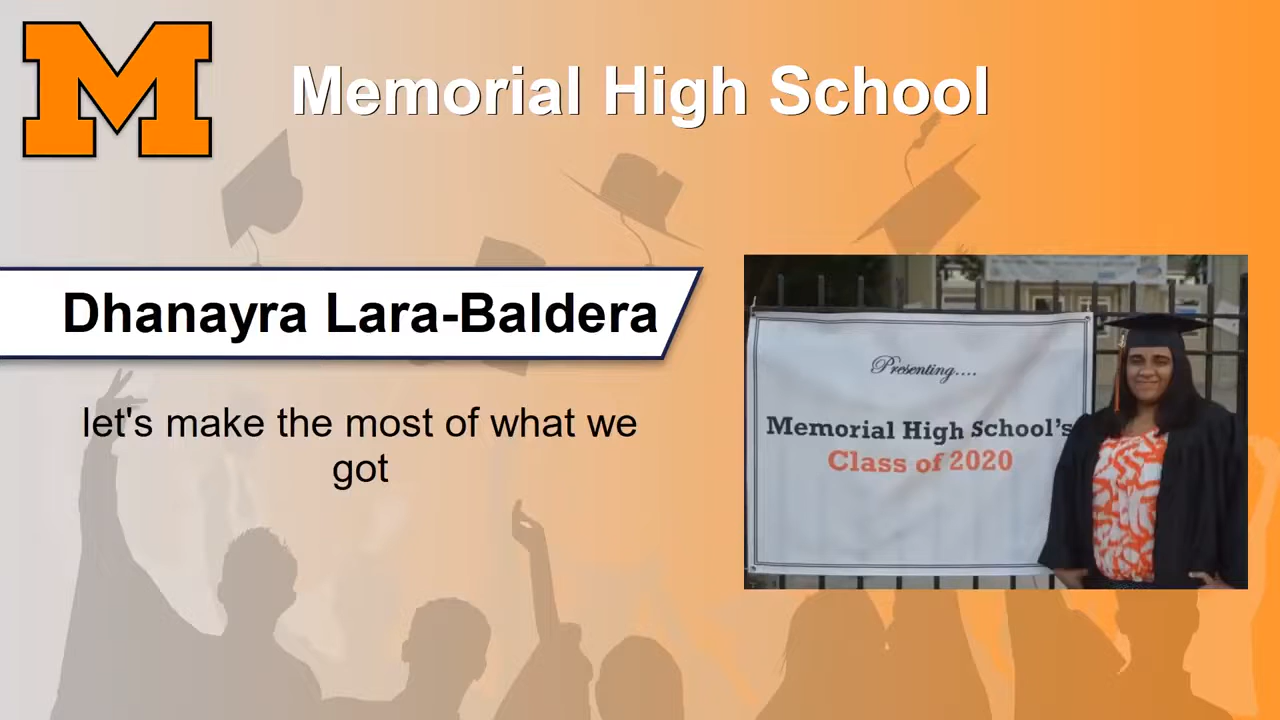 M
Memorial High School
Dhanayra Lara-Baldera
let's make the most of what we
got
Presenting....
Memorial High School's
Class of 2020